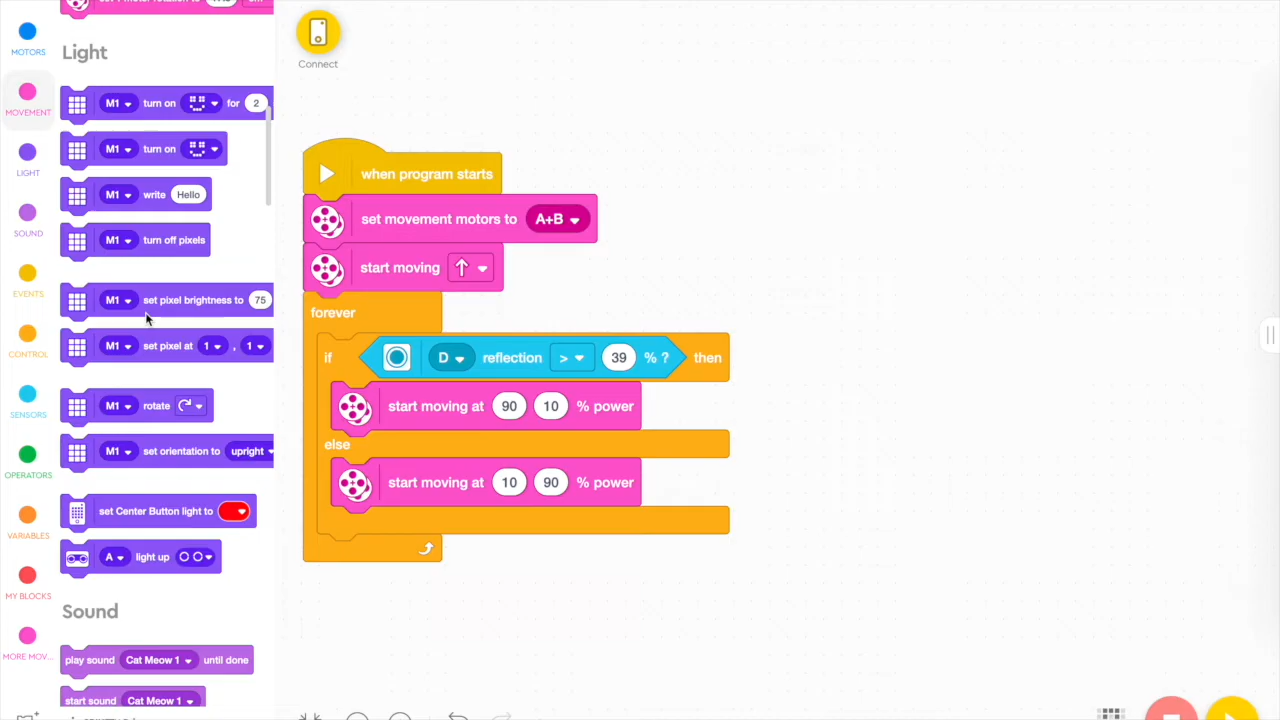 MOTORS
MOVEMENT
LIGHT
SOUND
EVENTS
CONTROL
SENSORS
OPERATORS
VARIABLES
MY BLOCKS
MORE MOV...
Light
M1 turn on for 2
M1 turn on
M1 write Hello
M1 turn off pixels
M1 set pixel brightness to 75
M1 set pixel at 1 , 1
M1 rotate
M1 set orientation to upright
set Center Button light to
A light up
Sound
play sound Cat Meow 1 until done
start sound Cat Meow 1
Connect
when program starts
set movement motors to A+B
start moving
forever
if D reflection > 39 % ? then
start moving at 90 10 % power
else
start moving at 10 90 % power